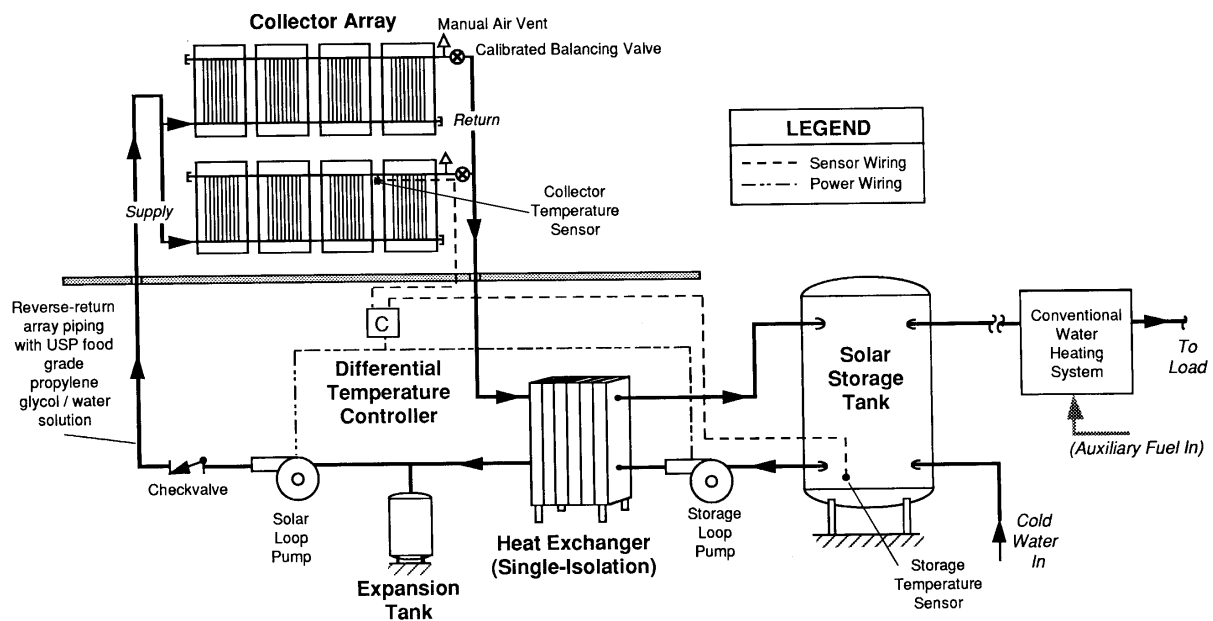 Collector Array
Manual Air Vent
Calibrated Balancing Valve
Return
Supply
Collector
Temperature
Sensor
LEGEND
Sensor Wiring
Power Wiring
Reverse-return
array piping
with USP food
grade
propylene
glycol / water
solution
C
Differential
Temperature
Controller
Solar
Storage
Tank
Conventional
Water
Heating
System
To
Load
(Auxiliary Fuel In)
Checkvalve
Solar
Loop
Pump
Expansion
Tank
Heat Exchanger
(Single-Isolation)
Storage
Loop
Pump
Cold
Water
In
Storage
Temperature
Sensor